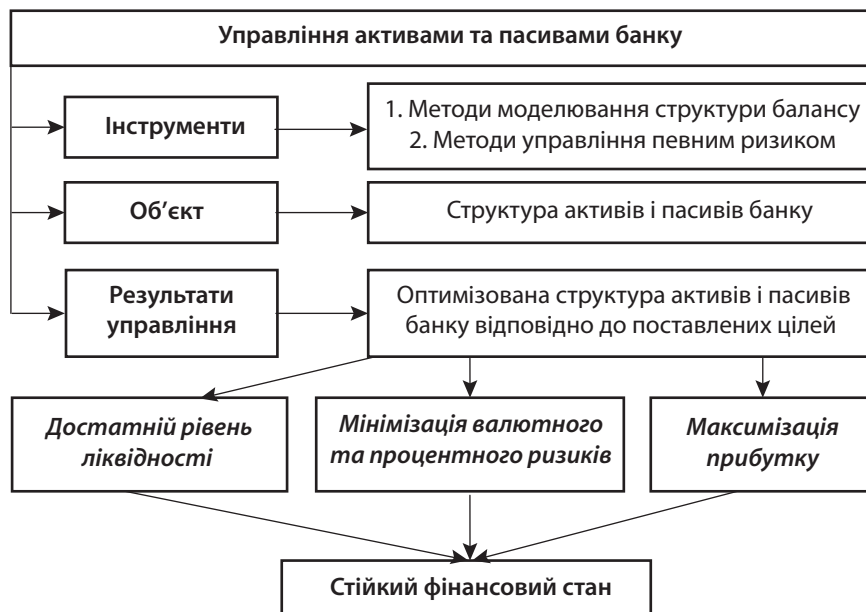 Управління активами та пасивами банку
Інструменти
1. Методи моделювання структури балансу
2. Методи управління певним ризиком
Об’єкт
Структура активів і пасивів банку
Результати
управління
Оптимізована структура активів і пасивів
банку відповідно до поставлених цілей
Достатній рівень
ліквідності
Мінімізація валютного
та процентного ризиків
Максимізація
прибутку
Стійкий фінансовий стан